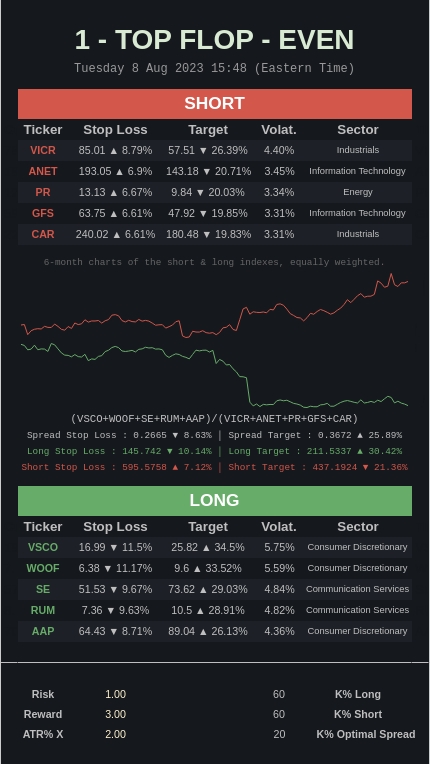 1 - TOP FLOP - EVEN
Tuesday 8 Aug 2023 15:48 (Eastern Time)
SHORT
Ticker Stop Loss Target Volat. Sector
VICR 85.01 ▲ 8.79% 57.51 ▼ 26.39% 4.40% Industrials
ANET 193.05 ▲ 6.9% 143.18 ▼ 20.71% 3.45% Information Technology
PR 13.13 ▲ 6.67% 9.84 ▼ 20.03% 3.34% Energy
GFS 63.75 ▲ 6.61% 47.92 ▼ 19.85% 3.31% Information Technology
CAR 240.02 ▲ 6.61% 180.48 ▼ 19.83% 3.31% Industrials
6-month charts of the short & long indexes, equally weighted.
(VSCO+WOOF+SE+RUM+AAP)/(VICR+ANET+PR+GFS+CAR)
Spread Stop Loss : 0.2665 ▼ 8.63% | Spread Target : 0.3672 ▲ 25.89%
Long Stop Loss : 145.742 ▼ 10.14% | Long Target : 211.5337 ▲ 30.42%
Short Stop Loss : 595.5758 ▲ 7.12% | Short Target : 437.1924 ▼ 21.36%
LONG
Ticker Stop Loss Target Volat. Sector
VSCO 16.99 ▼ 11.5% 25.82 ▲ 34.5% 5.75% Consumer Discretionary
WOOF 6.38 ▼ 11.17% 9.6 ▲ 33.52% 5.59% Consumer Discretionary
SE 51.53 ▼ 9.67% 73.62 ▲ 29.03% 4.84% Communication Services
RUM 7.36 ▼ 9.63% 10.5 ▲ 28.91% 4.82% Communication Services
AAP 64.43 ▼ 8.71% 89.04 ▲ 26.13% 4.36% Consumer Discretionary
Risk 1.00 60 K% Long
Reward 3.00 60 K% Short
ATR% X 2.00 20 K% Optimal Spread